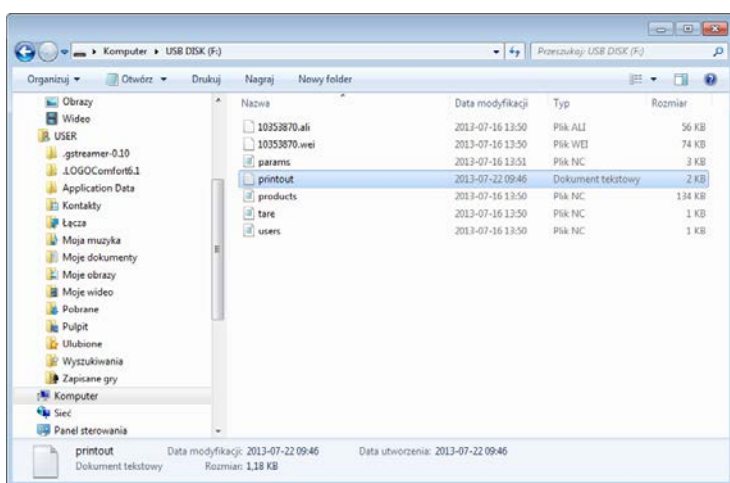 Komputer ▸ USB DISK (F:)
Przeszukaj: USB DISK (F:)
Organizuj Otwórz Drukuj Nagraj Nowy folder
Obrazy
Wideo
USER
.gstreamer-0.10
.LOGOComfort6.1
Application Data
Kontakty
Łącza
Moja muzyka
Moje dokumenty
Moje obrazy
Moje wideo
Pobrane
Pulpit
Ulubione
Wyszukiwania
Zapisane gry
Komputer
Sieć
Panel sterowania
Nazwa Data modyfikacji Typ Rozmiar
10353870.ali 2013-07-16 13:50 Plik ALI 56 KB
10353870.wei 2013-07-16 13:50 Plik WEI 74 KB
params 2013-07-16 13:51 Plik NC 3 KB
printout 2013-07-22 09:46 Dokument tekstowy 2 KB
products 2013-07-16 13:50 Plik NC 134 KB
tare 2013-07-16 13:50 Plik NC 1 KB
users 2013-07-16 13:50 Plik NC 1 KB
printout Data modyfikacji: 2013-07-22 09:46 Data utworzenia: 2013-07-22 09:46
Dokument tekstowy Rozmiar: 1,18 KB